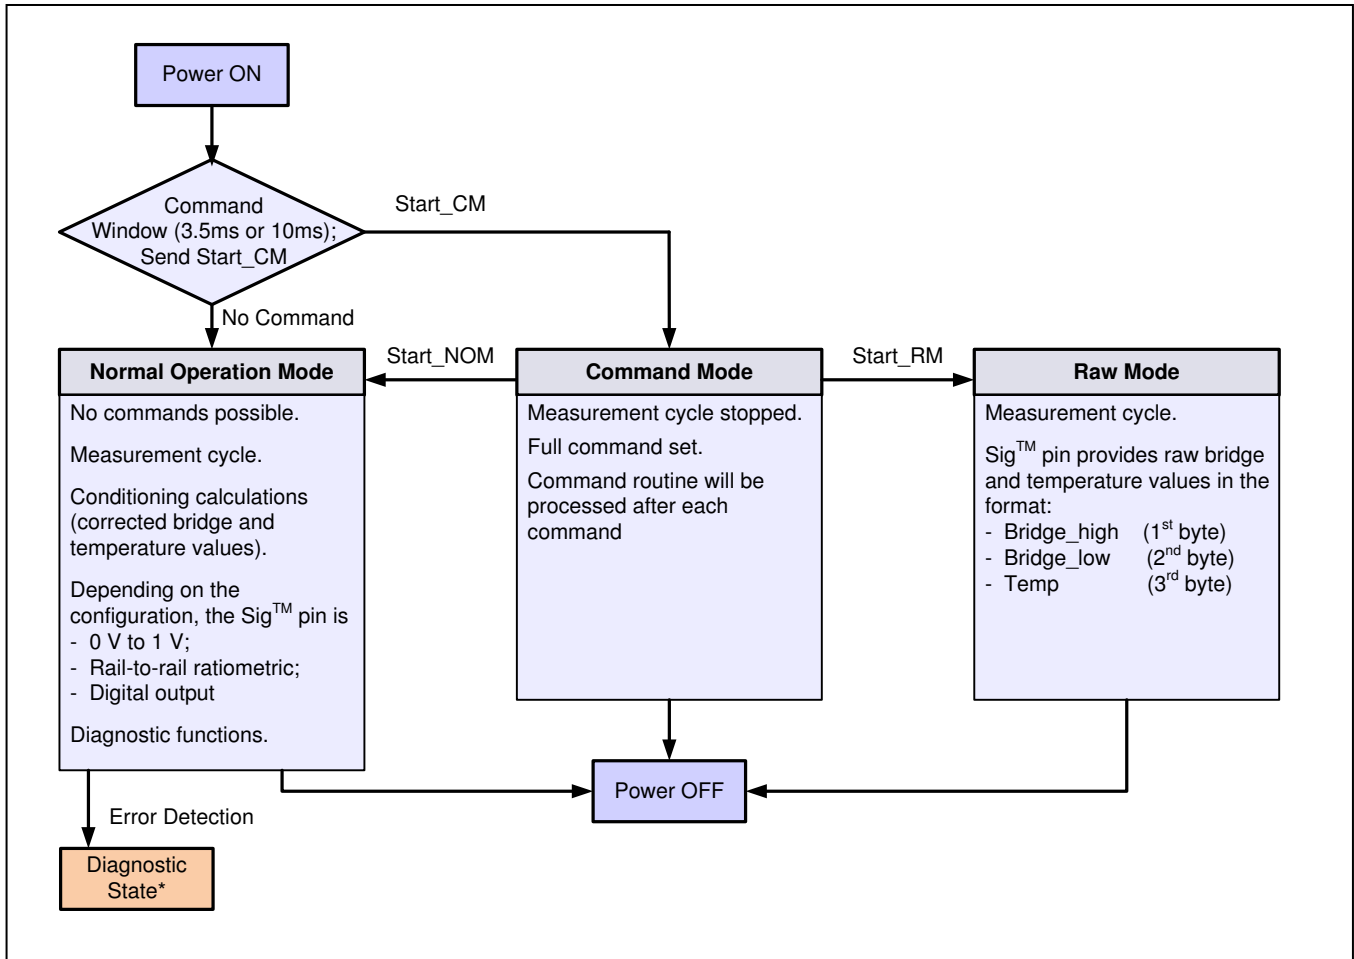 Power ON
Command
Window (3.5ms or 10ms);
Send Start_CM
Start_CM
No Command
Start_NOM
Start_RM
Normal Operation Mode
No commands possible.
Measurement cycle.
Conditioning calculations
(corrected bridge and
temperature values).
Depending on the
configuration, the Sig™ pin is
- 0 V to 1 V;
- Rail-to-rail ratiometric;
- Digital output
Diagnostic functions.
Command Mode
Measurement cycle stopped.
Full command set.
Command routine will be
processed after each
command
Raw Mode
Measurement cycle.
Sig™ pin provides raw bridge
and temperature values in the
format:
- Bridge_high (1st byte)
- Bridge_low (2nd byte)
- Temp (3rd byte)
Power OFF
Error Detection
Diagnostic
State*